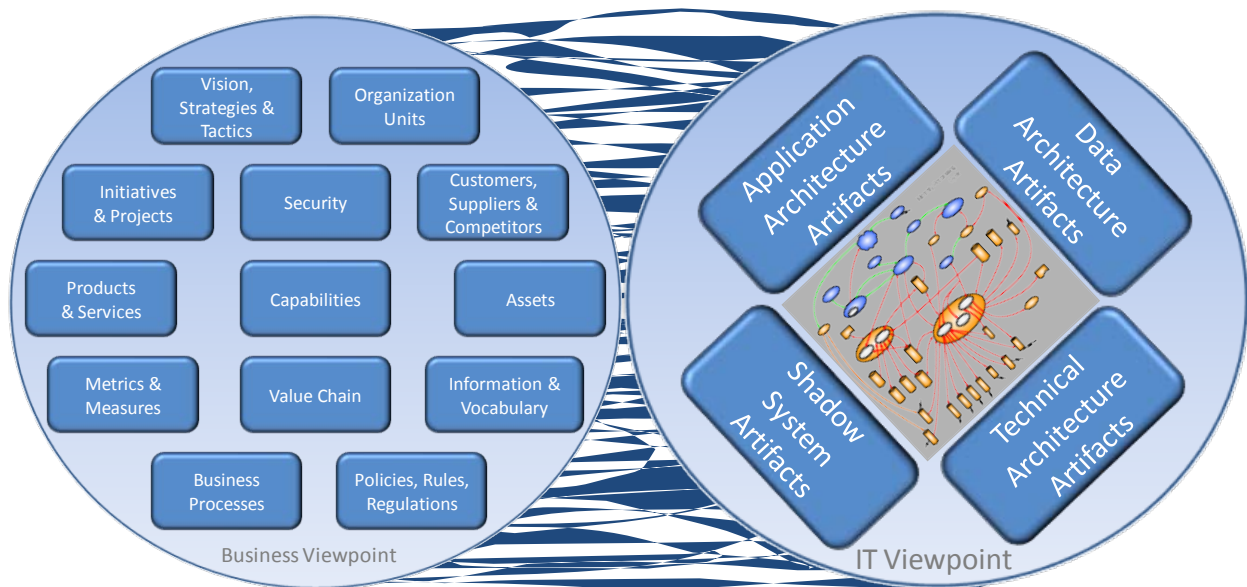 Vision,
Strategies &
Tactics
Organization
Units
Initiatives
& Projects
Security
Customers,
Suppliers &
Competitors
Products
& Services
Capabilities
Assets
Metrics &
Measures
Value Chain
Information &
Vocabulary
Business
Processes
Policies, Rules,
Regulations
Business Viewpoint
Application
Architecture
Artifacts
Data
Architecture
Artifacts
Shadow
System
Artifacts
Technical
Architecture
Artifacts
IT Viewpoint